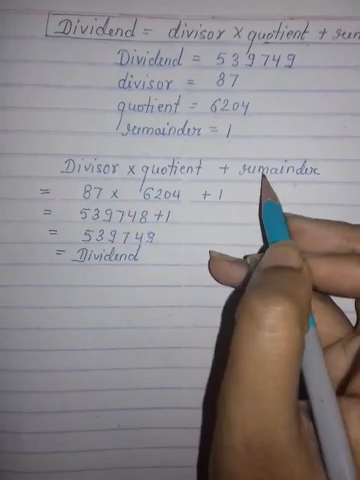 Dividend = divisor × quotient +
Dividend = 539749
divisor = 87
quotient = 6204
remainder = 1
Divisor × quotient + remainder
= 87 × 6204 + 1
= 539748 + 1
= 539749
= Dividend